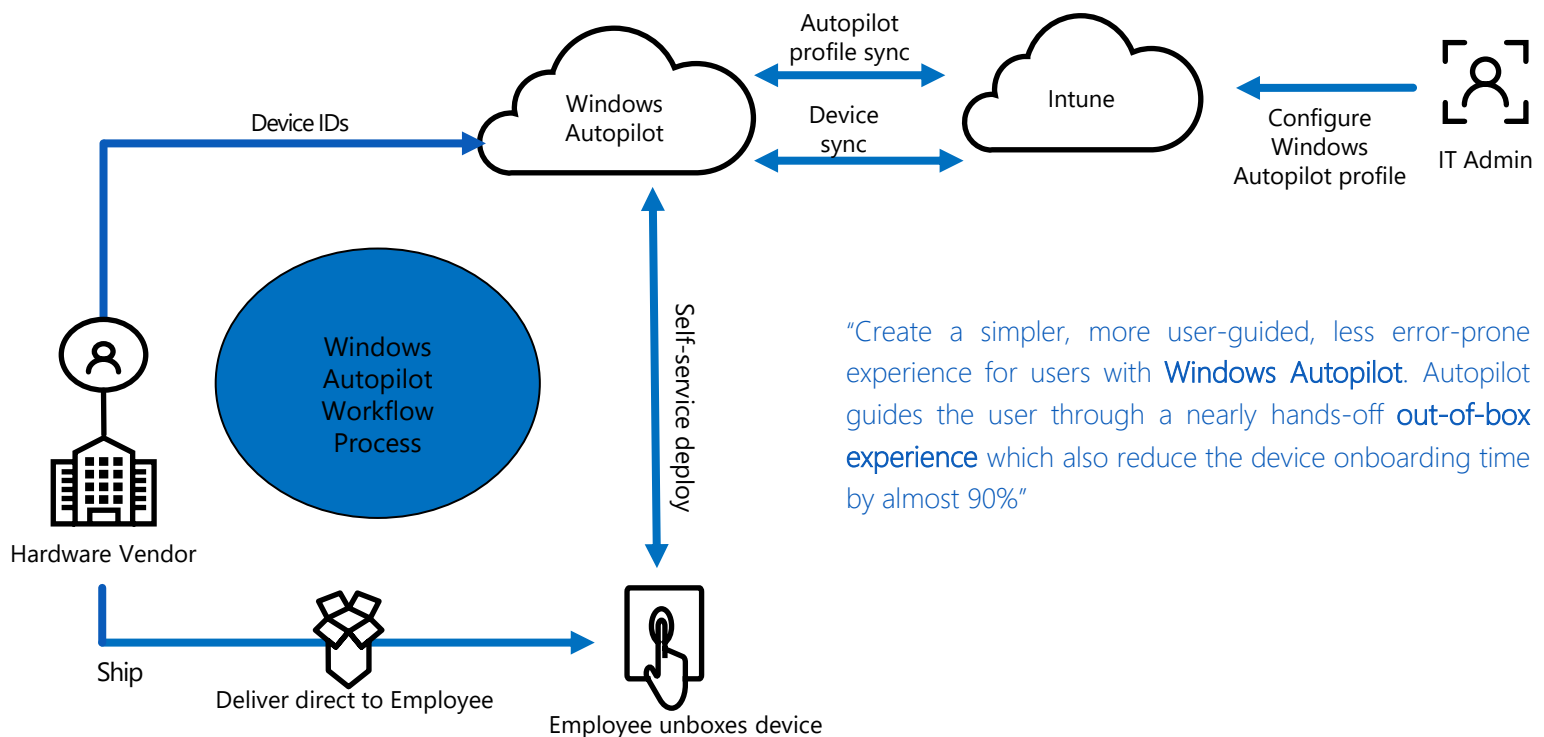 Autopilot
profile sync
Windows
Autopilot
Intune
Device IDs
Device
sync
Configure
Windows
Autopilot profile
IT Admin
Self-service deploy
Windows
Autopilot
Workflow
Process
“Create a simpler, more user-guided, less error-prone
experience for users with Windows Autopilot. Autopilot
guides the user through a nearly hands-off out-of-box
experience which also reduce the device onboarding time
by almost 90%”
Hardware Vendor
Ship
Deliver direct to Employee
Employee unboxes device